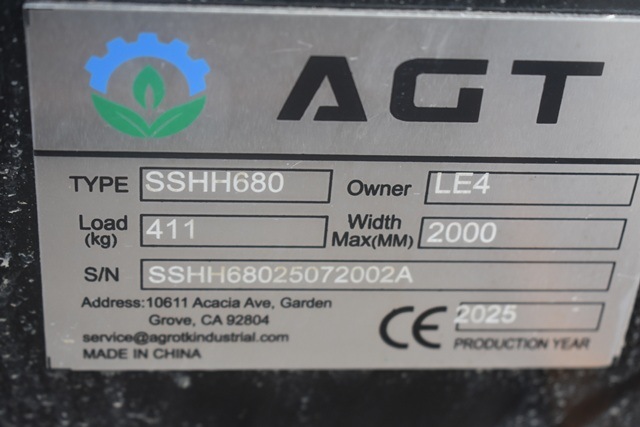 AGT
TYPE SSHH680 Owner LE4
Load (kg) 411 Width Max(MM) 2000
S/N SSHH68025072002A
Address:10611 Acacia Ave, Garden
Grove, CA 92804
service@agrotkindustrial.com
MADE IN CHINA
CE 2025
PRODUCTION YEAR